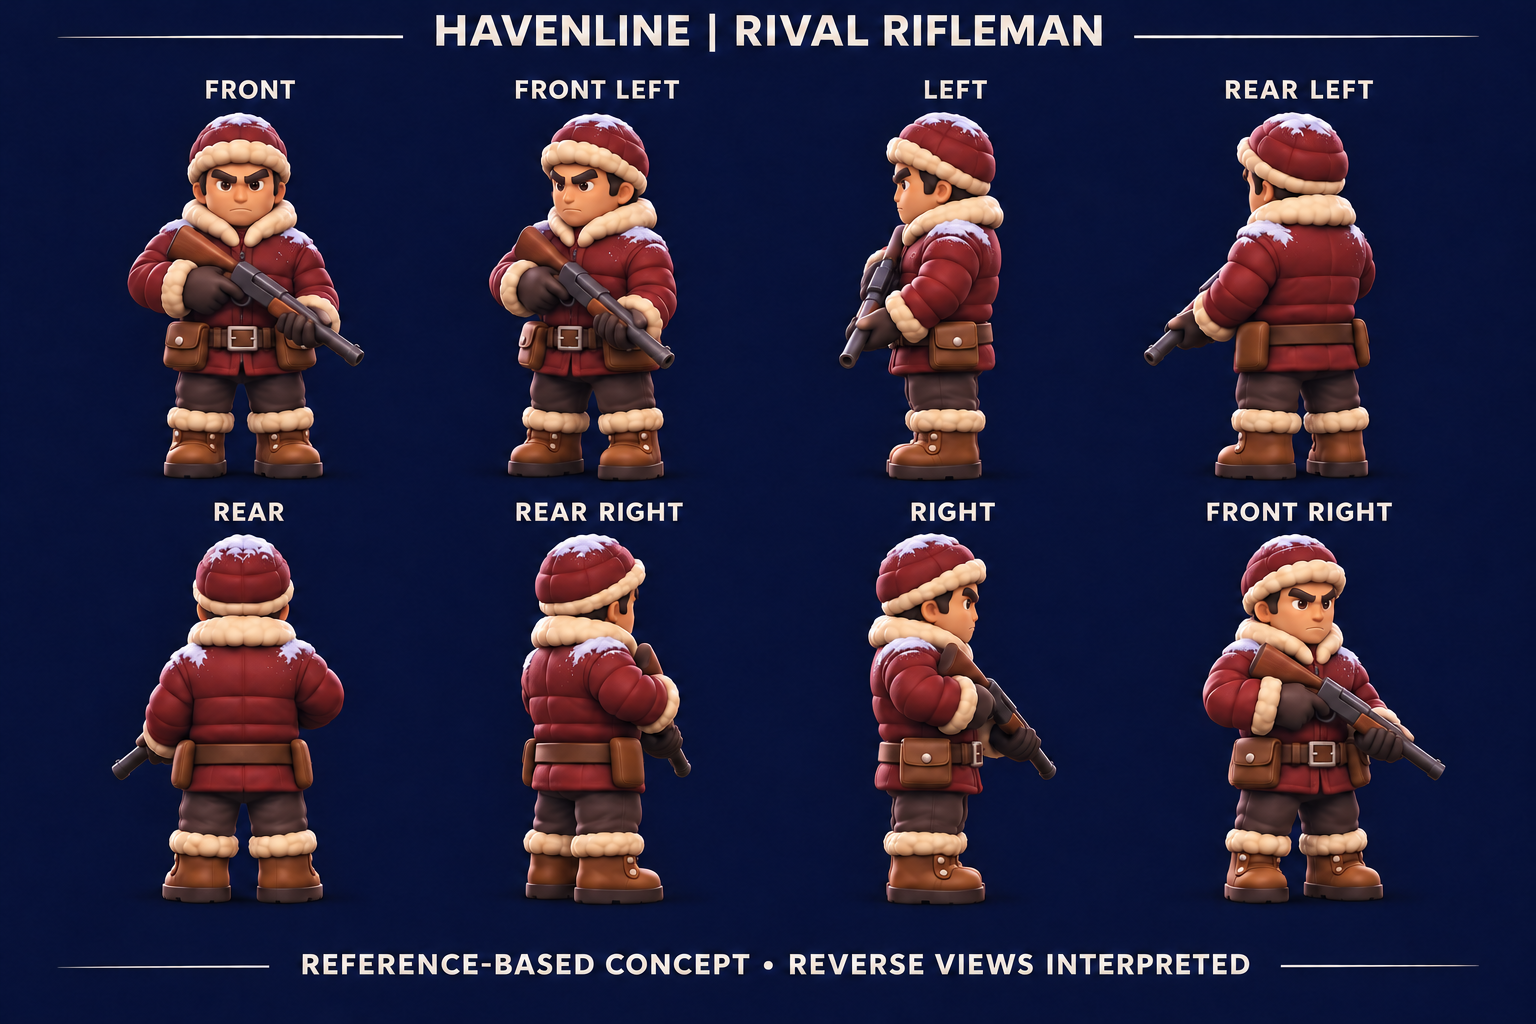 HAVENLINE | RIVAL RIFLEMAN
FRONT
FRONT LEFT
LEFT
REAR LEFT
REAR
REAR RIGHT
RIGHT
FRONT RIGHT
REFERENCE-BASED CONCEPT • REVERSE VIEWS INTERPRETED